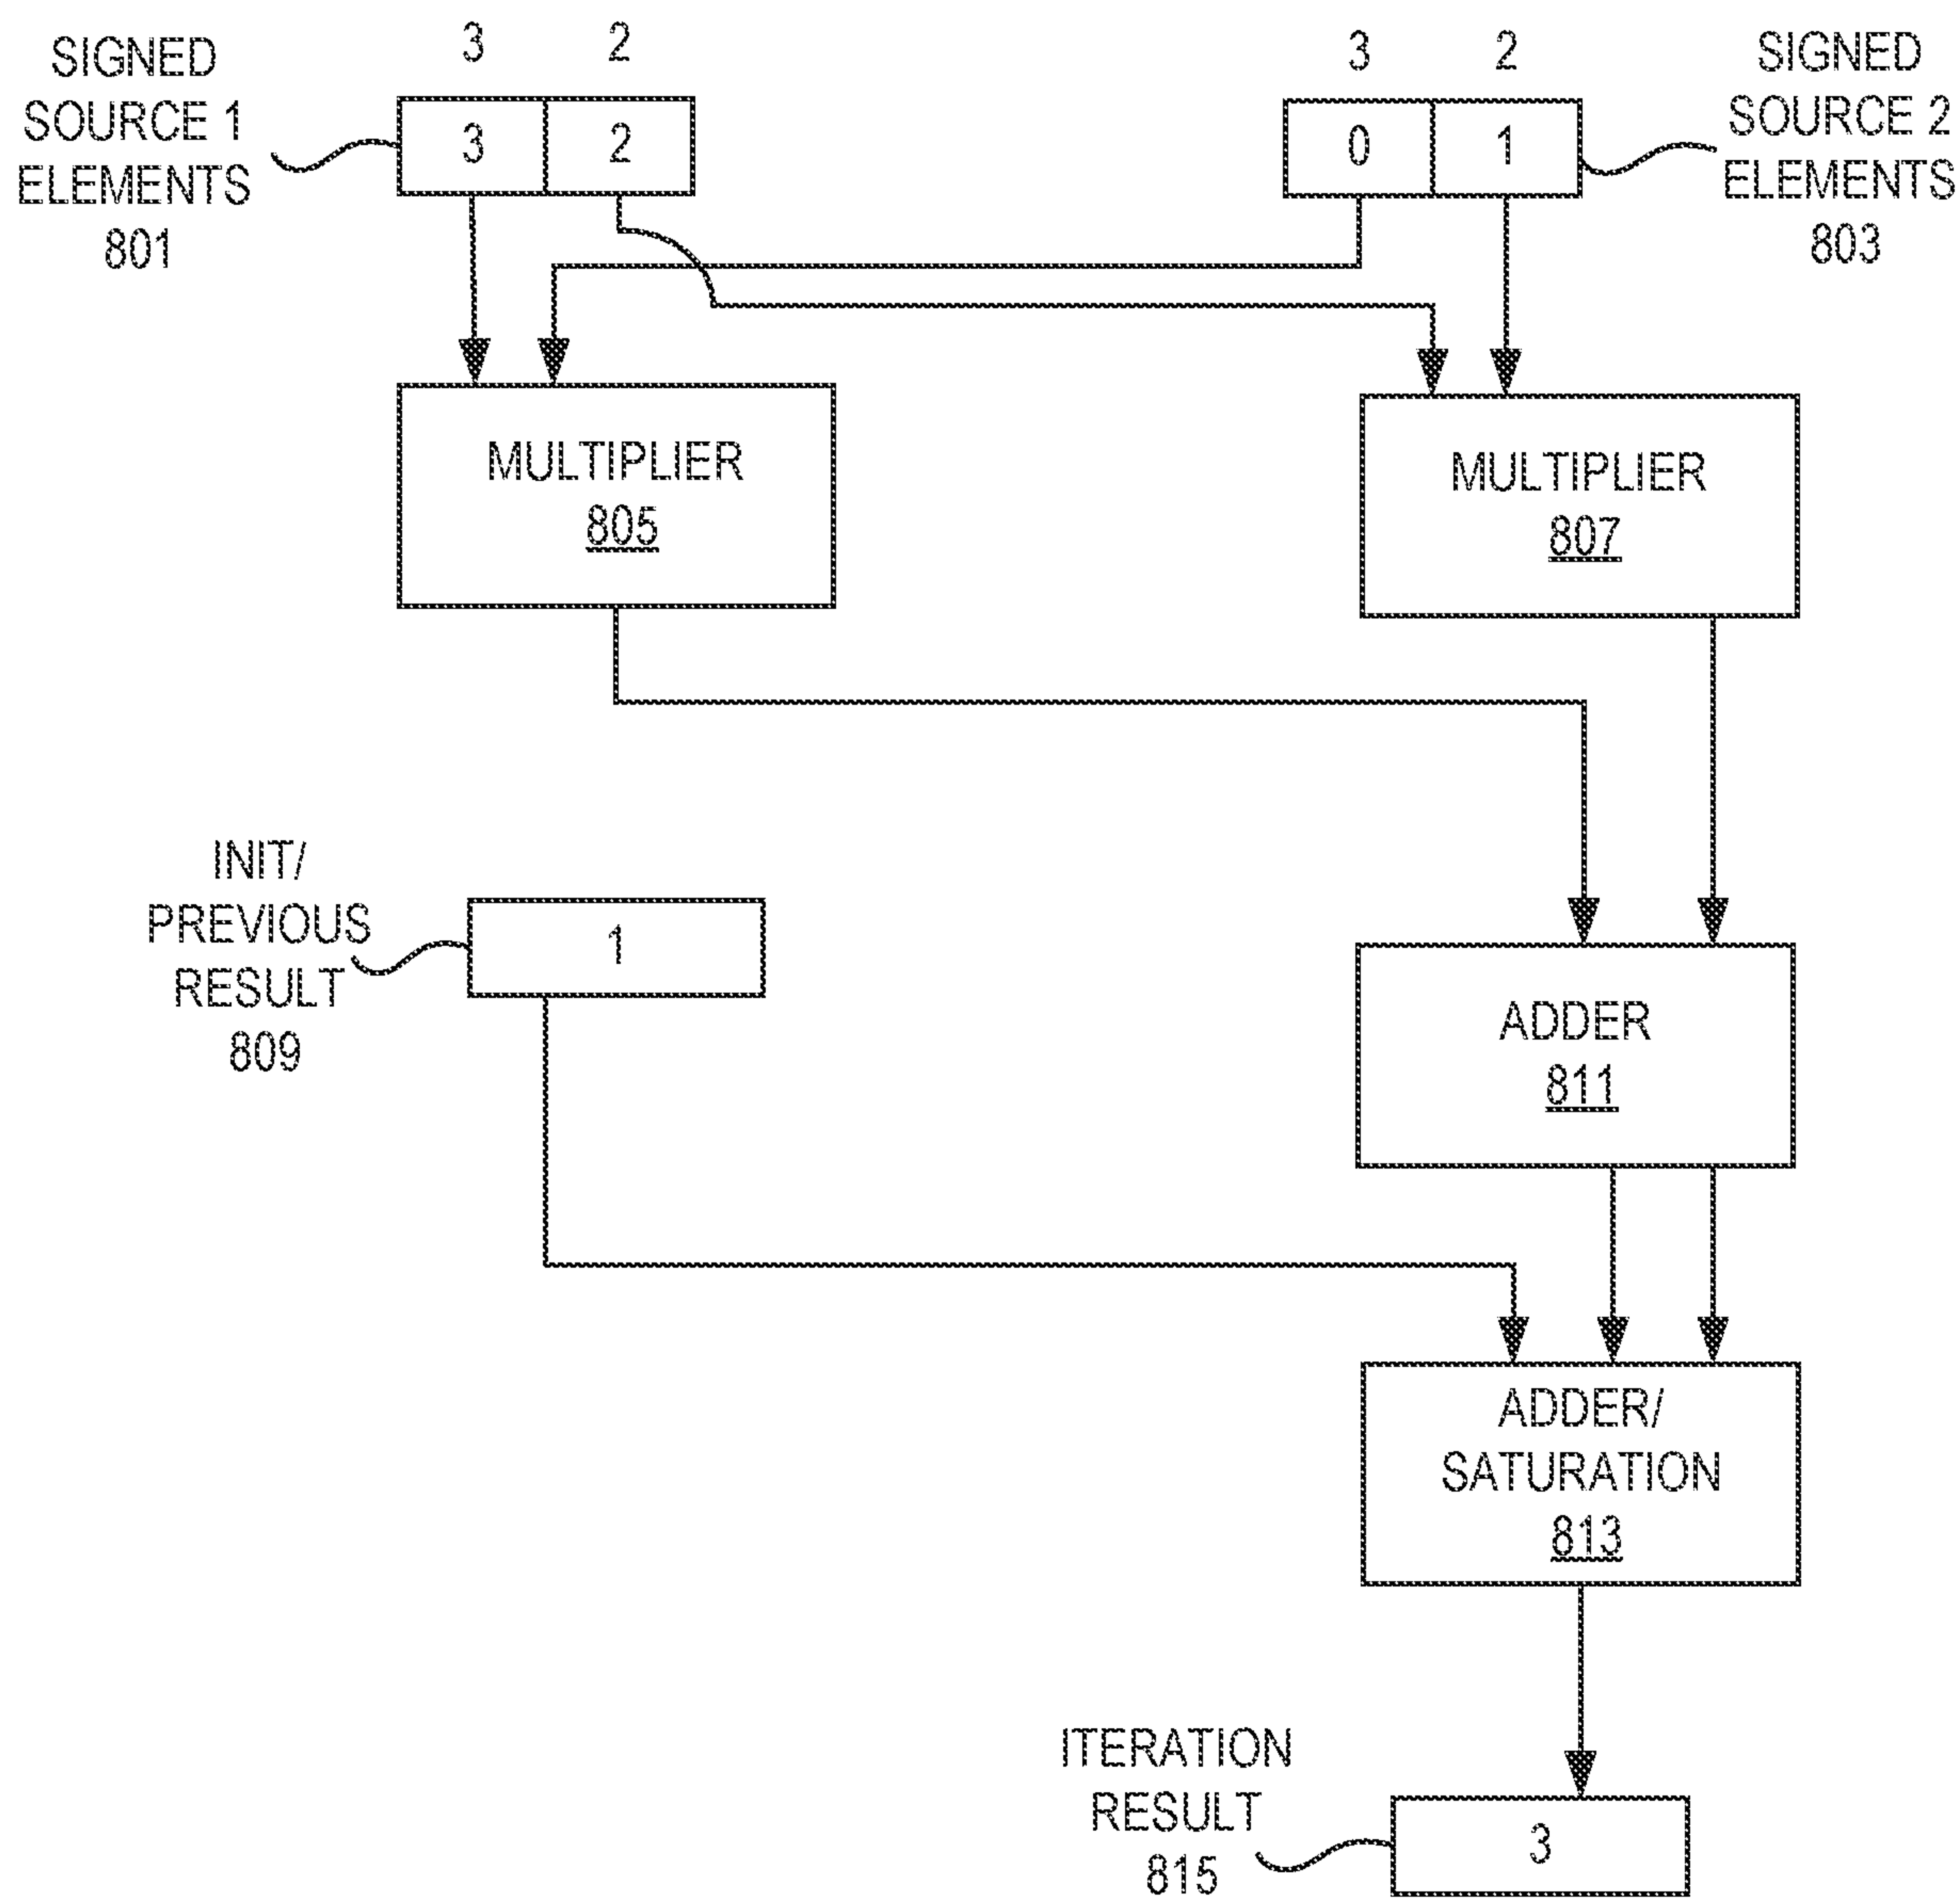 3 2
3 2
SIGNED
SOURCE 1
ELEMENTS
801
3 2
0 1
SIGNED
SOURCE 2
ELEMENTS
803
MULTIPLIER
805
MULTIPLIER
807
INIT/
PREVIOUS
RESULT
809
1
ADDER
811
ADDER/
SATURATION
813
ITERATION
RESULT
815
3